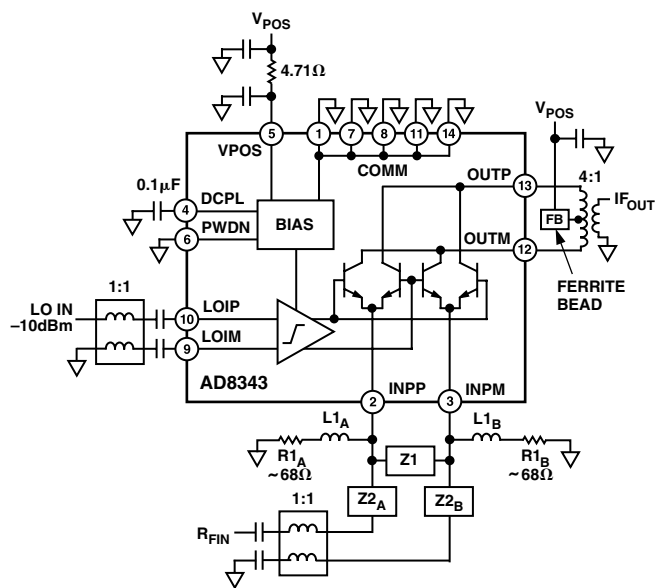 VPOS
4.71Ω
5
1
7
8
11
14
VPOS
COMM
VPOS
0.1μF
4
DCPL
6
PWDN
BIAS
OUTP
13
4:1
FB
IFOUT
OUTM
12
FERRITE
BEAD
1:1
LO IN
–10dBm
10
LOIP
9
LOIM
AD8343
INPP
INPM
2
3
L1A
L1B
R1A
~68Ω
Z1
R1B
~68Ω
1:1
Z2A
Z2B
RFIN